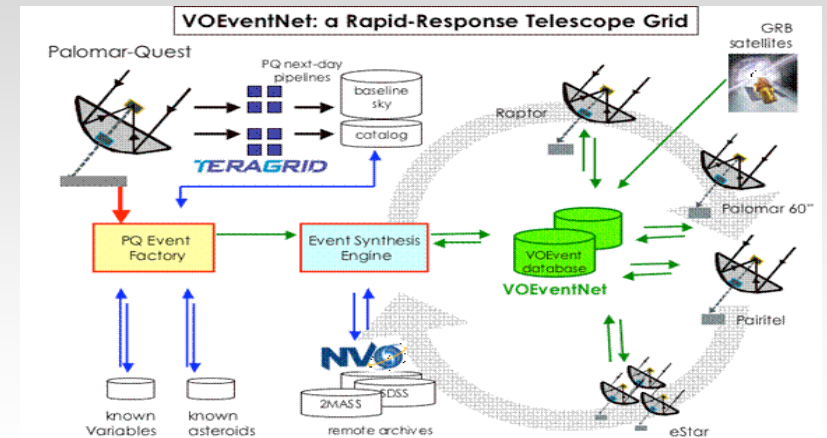 VOEventNet: a Rapid-Response Telescope Grid
GRB
satellites
Palomar-Quest
PQ next-day
pipelines
baseline
sky
catalog
TERAGRID
Raptor
Palomar 60"
PQ Event
Factory
Event Synthesis
Engine
VOEvent
database
VOEventNet
Pairitel
NVO
2MASS
SDSS
known
Variables
known
asteroids
remote archives
eStar